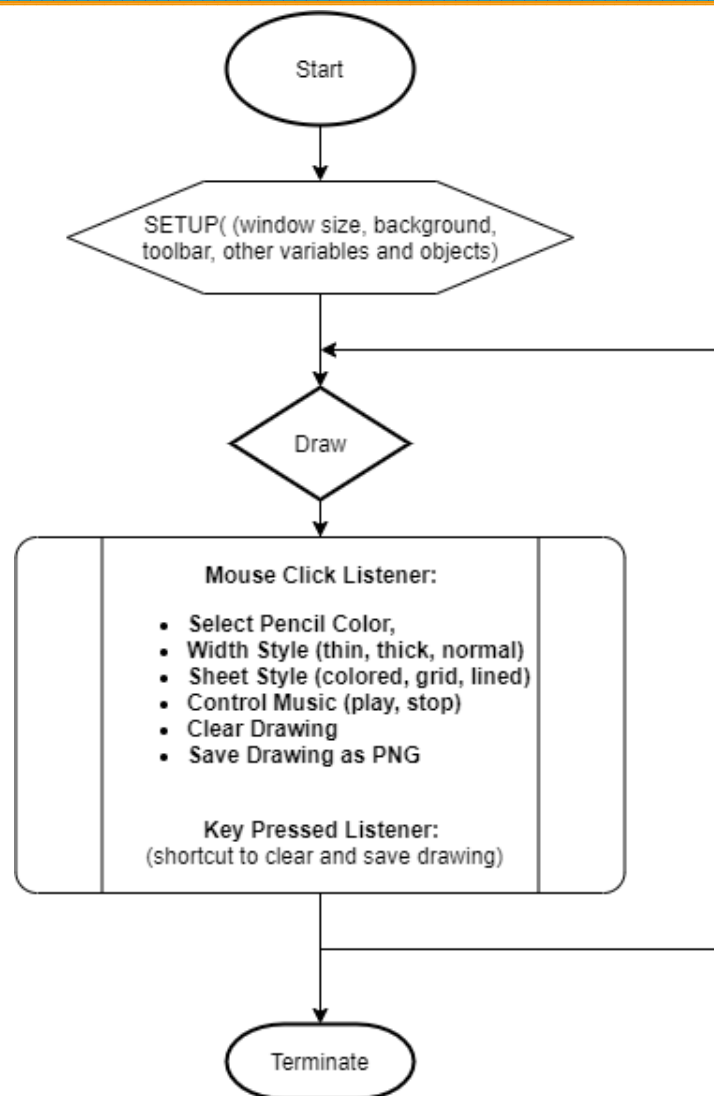 Start
SETUP( (window size, background,
toolbar, other variables and objects)
Draw
Mouse Click Listener:
• Select Pencil Color,
• Width Style (thin, thick, normal)
• Sheet Style (colored, grid, lined)
• Control Music (play, stop)
• Clear Drawing
• Save Drawing as PNG
Key Pressed Listener:
(shortcut to clear and save drawing)
Terminate